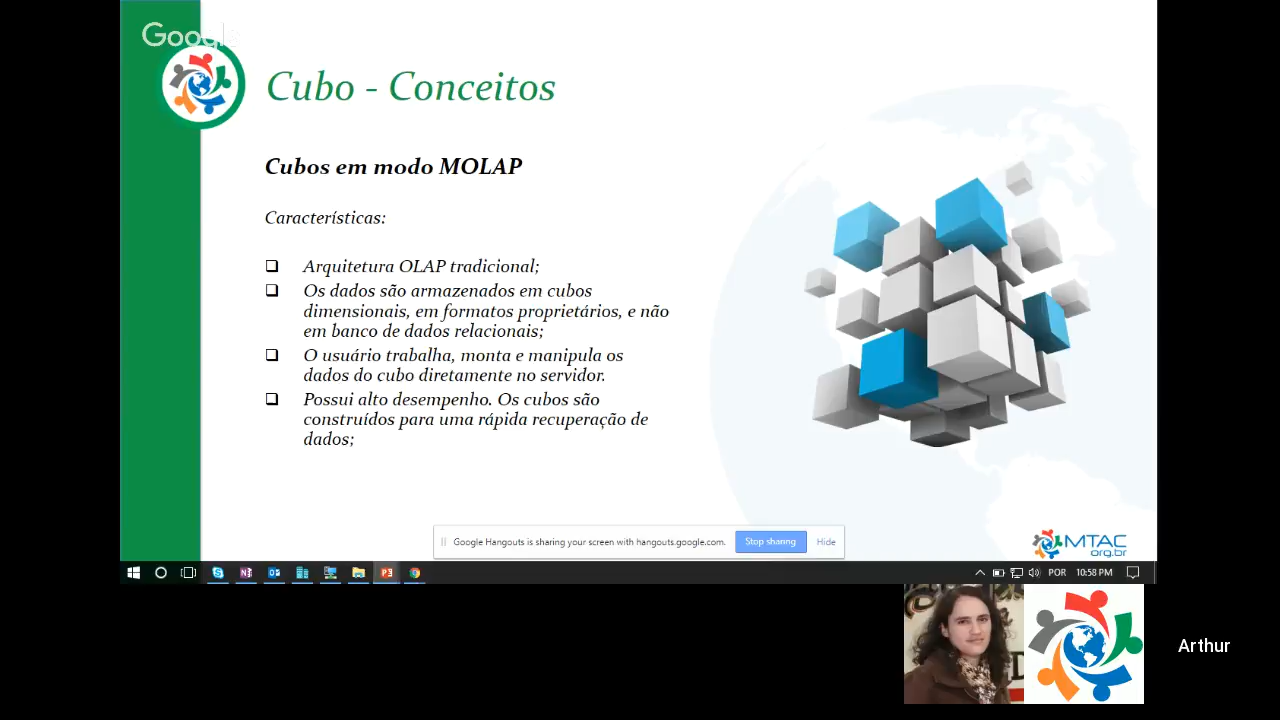 Google
Cubo - Conceitos
Cubos em modo MOLAP
Características:
Arquitetura OLAP tradicional;
Os dados são armazenados em cubos
dimensionais, em formatos proprietários, e não
em banco de dados relacionais;
O usuário trabalha, monta e manipula os
dados do cubo diretamente no servidor.
Possui alto desempenho. Os cubos são
construídos para uma rápida recuperação de
dados;
Google Hangouts is sharing your screen with hangouts.google.com.
Stop sharing
Hide
MTAC
org.br
POR
10:58 PM
Arthur